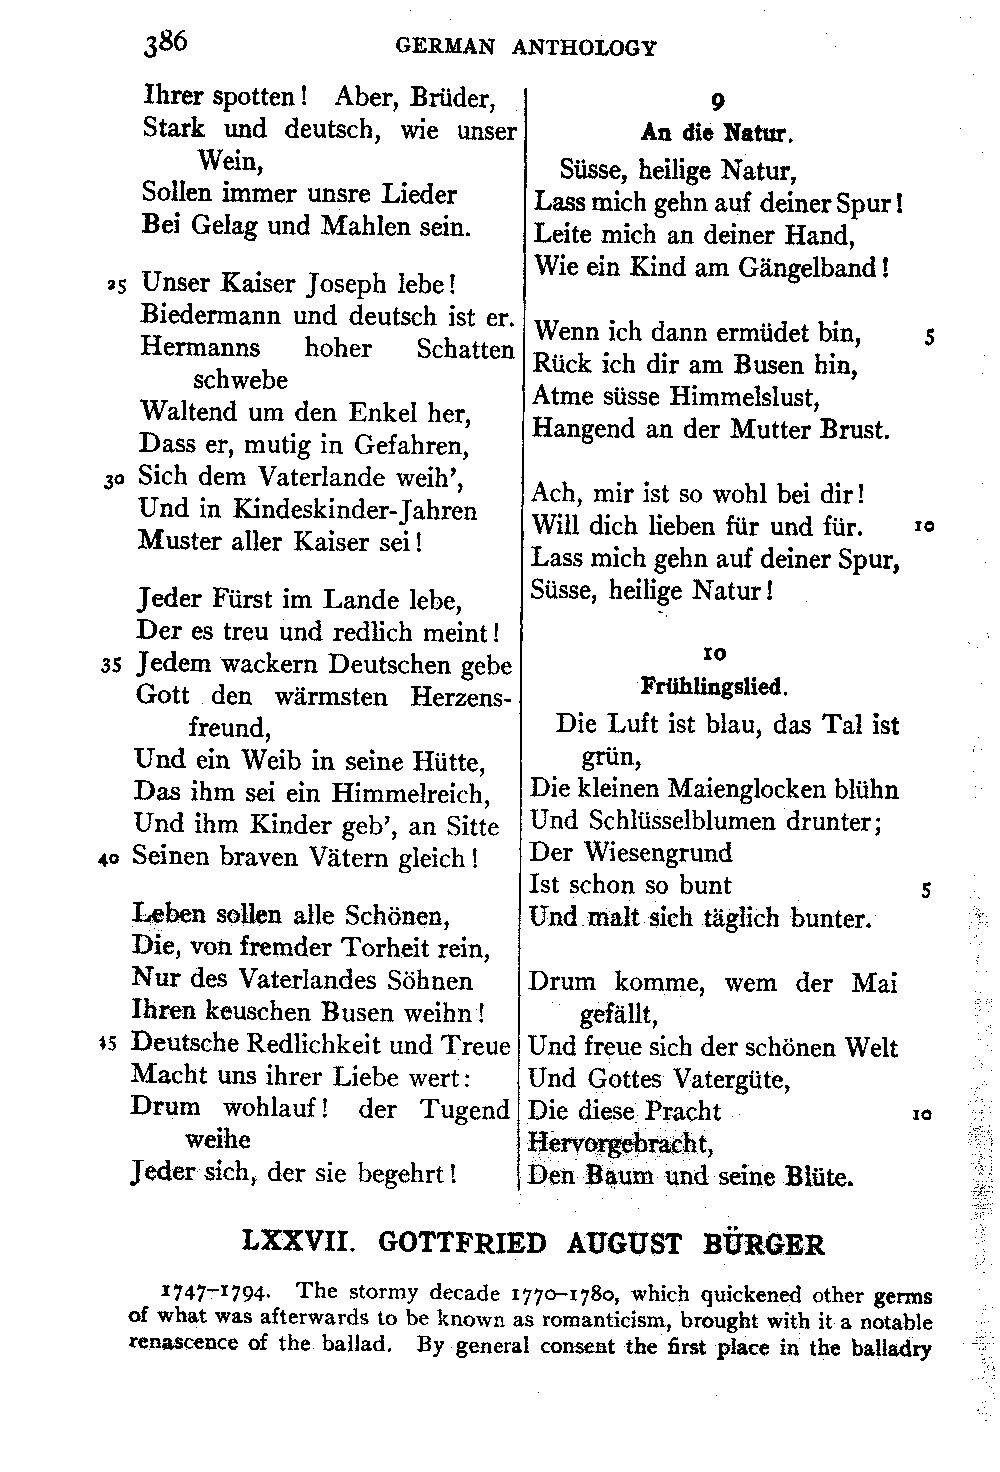 386 GERMAN ANTHOLOGY
Ihrer spotten! Aber, Brüder,
Stark und deutsch, wie unser
Wein,
Sollen immer unsre Lieder
Bei Gelag und Mahlen sein.
25 Unser Kaiser Joseph lebe!
Biedermann und deutsch ist er.
Hermanns hoher Schatten
schwebe
Waltend um den Enkel her,
Dass er, mutig in Gefahren,
30 Sich dem Vaterlande weih’,
Und in Kindeskinder-Jahren
Muster aller Kaiser sei!
Jeder Fürst im Lande lebe,
Der es treu und redlich meint!
35 Jedem wackern Deutschen gebe
Gott den wärmsten Herzens-
freund,
Und ein Weib in seine Hütte,
Das ihm sei ein Himmelreich,
Und ihm Kinder geb’, an Sitte
40 Seinen braven Vätern gleich!
Leben sollen alle Schönen,
Die, von fremder Torheit rein,
Nur des Vaterlandes Söhnen
Ihren keuschen Busen weihn!
45 Deutsche Redlichkeit und Treue
Macht uns ihrer Liebe wert:
Drum wohlauf! der Tugend
weihe
Jeder sich, der sie begehrt!
9
An die Natur.
Süsse, heilige Natur,
Lass mich gehn auf deiner Spur!
Leite mich an deiner Hand,
Wie ein Kind am Gängelband!
Wenn ich dann ermüdet bin, 5
Rück ich dir am Busen hin,
Atme süsse Himmelslust,
Hangend an der Mutter Brust.
Ach, mir ist so wohl bei dir!
Will dich lieben für und für. 10
Lass mich gehn auf deiner Spur,
Süsse, heilige Natur!
10
Frühlingslied.
Die Luft ist blau, das Tal ist
grün,
Die kleinen Maienglocken blühn
Und Schlüsselblumen drunter;
Der Wiesengrund
Ist schon so bunt 5
Und malt sich täglich bunter.
Drum komme, wem der Mai
gefällt,
Und freue sich der schönen Welt
Und Gottes Vatergüte,
Die diese Pracht 10
Hervorgebracht,
Den Baum und seine Blüte.
LXXVII. GOTTFRIED AUGUST BÜRGER
1747-1794. The stormy decade 1770-1780, which quickened other germs
of what was afterwards to be known as romanticism, brought with it a notable
renascence of the ballad. By general consent the first place in the balladry